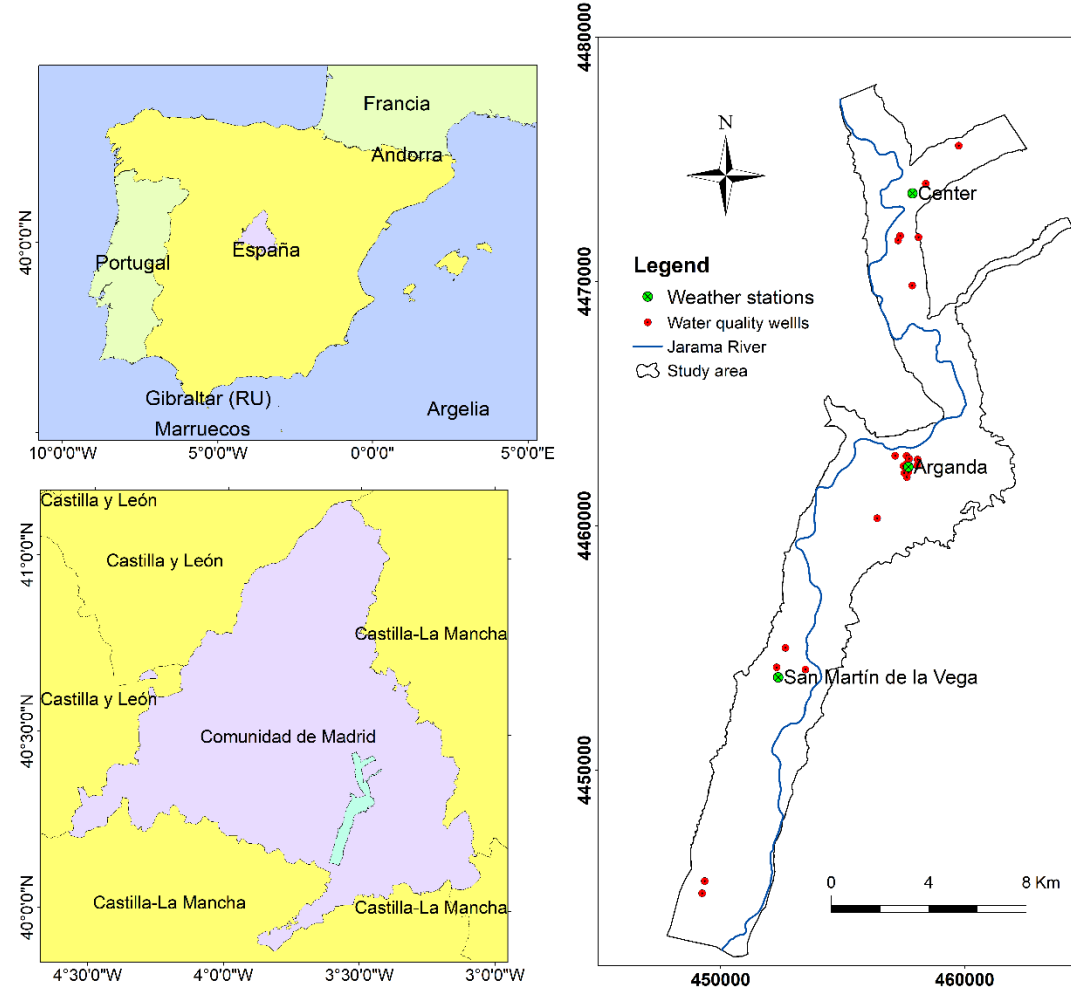 Francia
Andorra
España
Portugal
Gibraltar (RU)
Marruecos
Argelia
40°0'0"N
10°0'0"W
5°0'0"W
0°0'0"
5°0'0"E
Castilla y León
Castilla y León
Castilla-La Mancha
Castilla y León
Comunidad de Madrid
Castilla-La Mancha
Castilla-La Mancha
41°0'0"N
40°30'0"N
40°0'0"N
4°30'0"W
4°0'0"W
3°30'0"W
3°0'0"W
4480000
4470000
4460000
4450000
N
Center
Legend
Weather stations
Water quality wellls
Jarama River
Study area
Arganda
San Martín de la Vega
0 4 8 Km
450000
460000